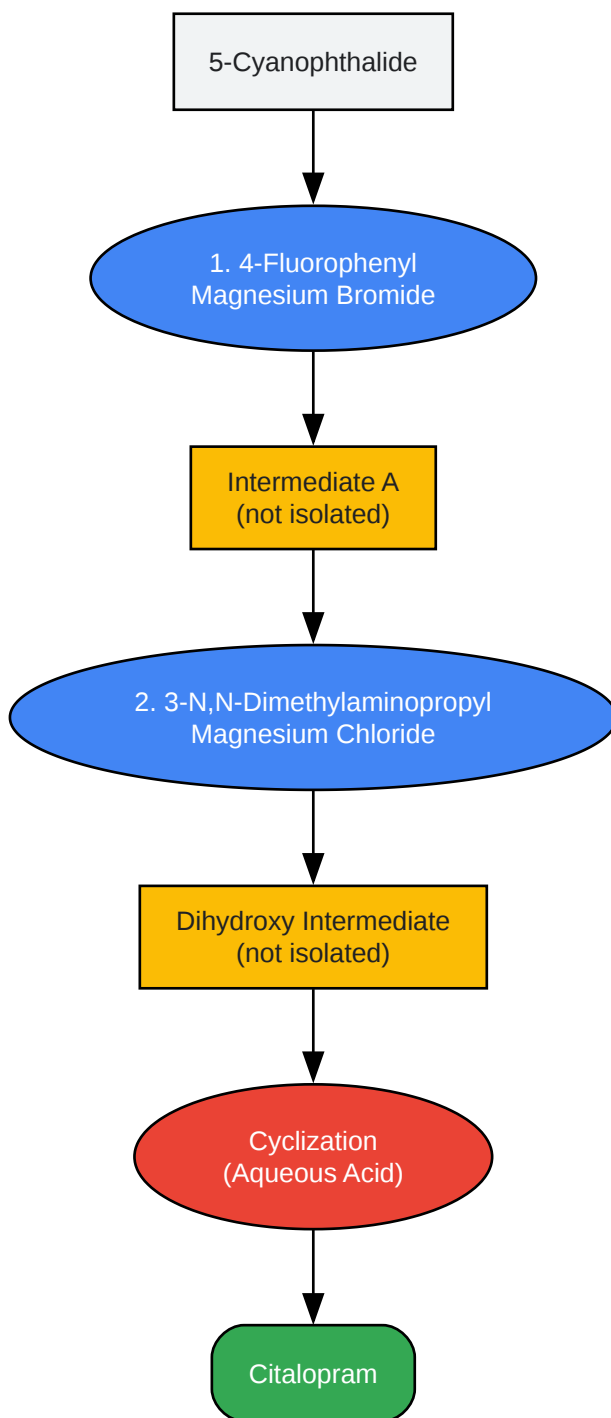 5-Cyanophthalide
1. 4-Fluorophenyl
Magnesium Bromide
Intermediate A
(not isolated)
2. 3-N,N-Dimethylaminopropyl
Magnesium Chloride
Dihydroxy Intermediate
(not isolated)
Cyclization
(Aqueous Acid)
Citalopram